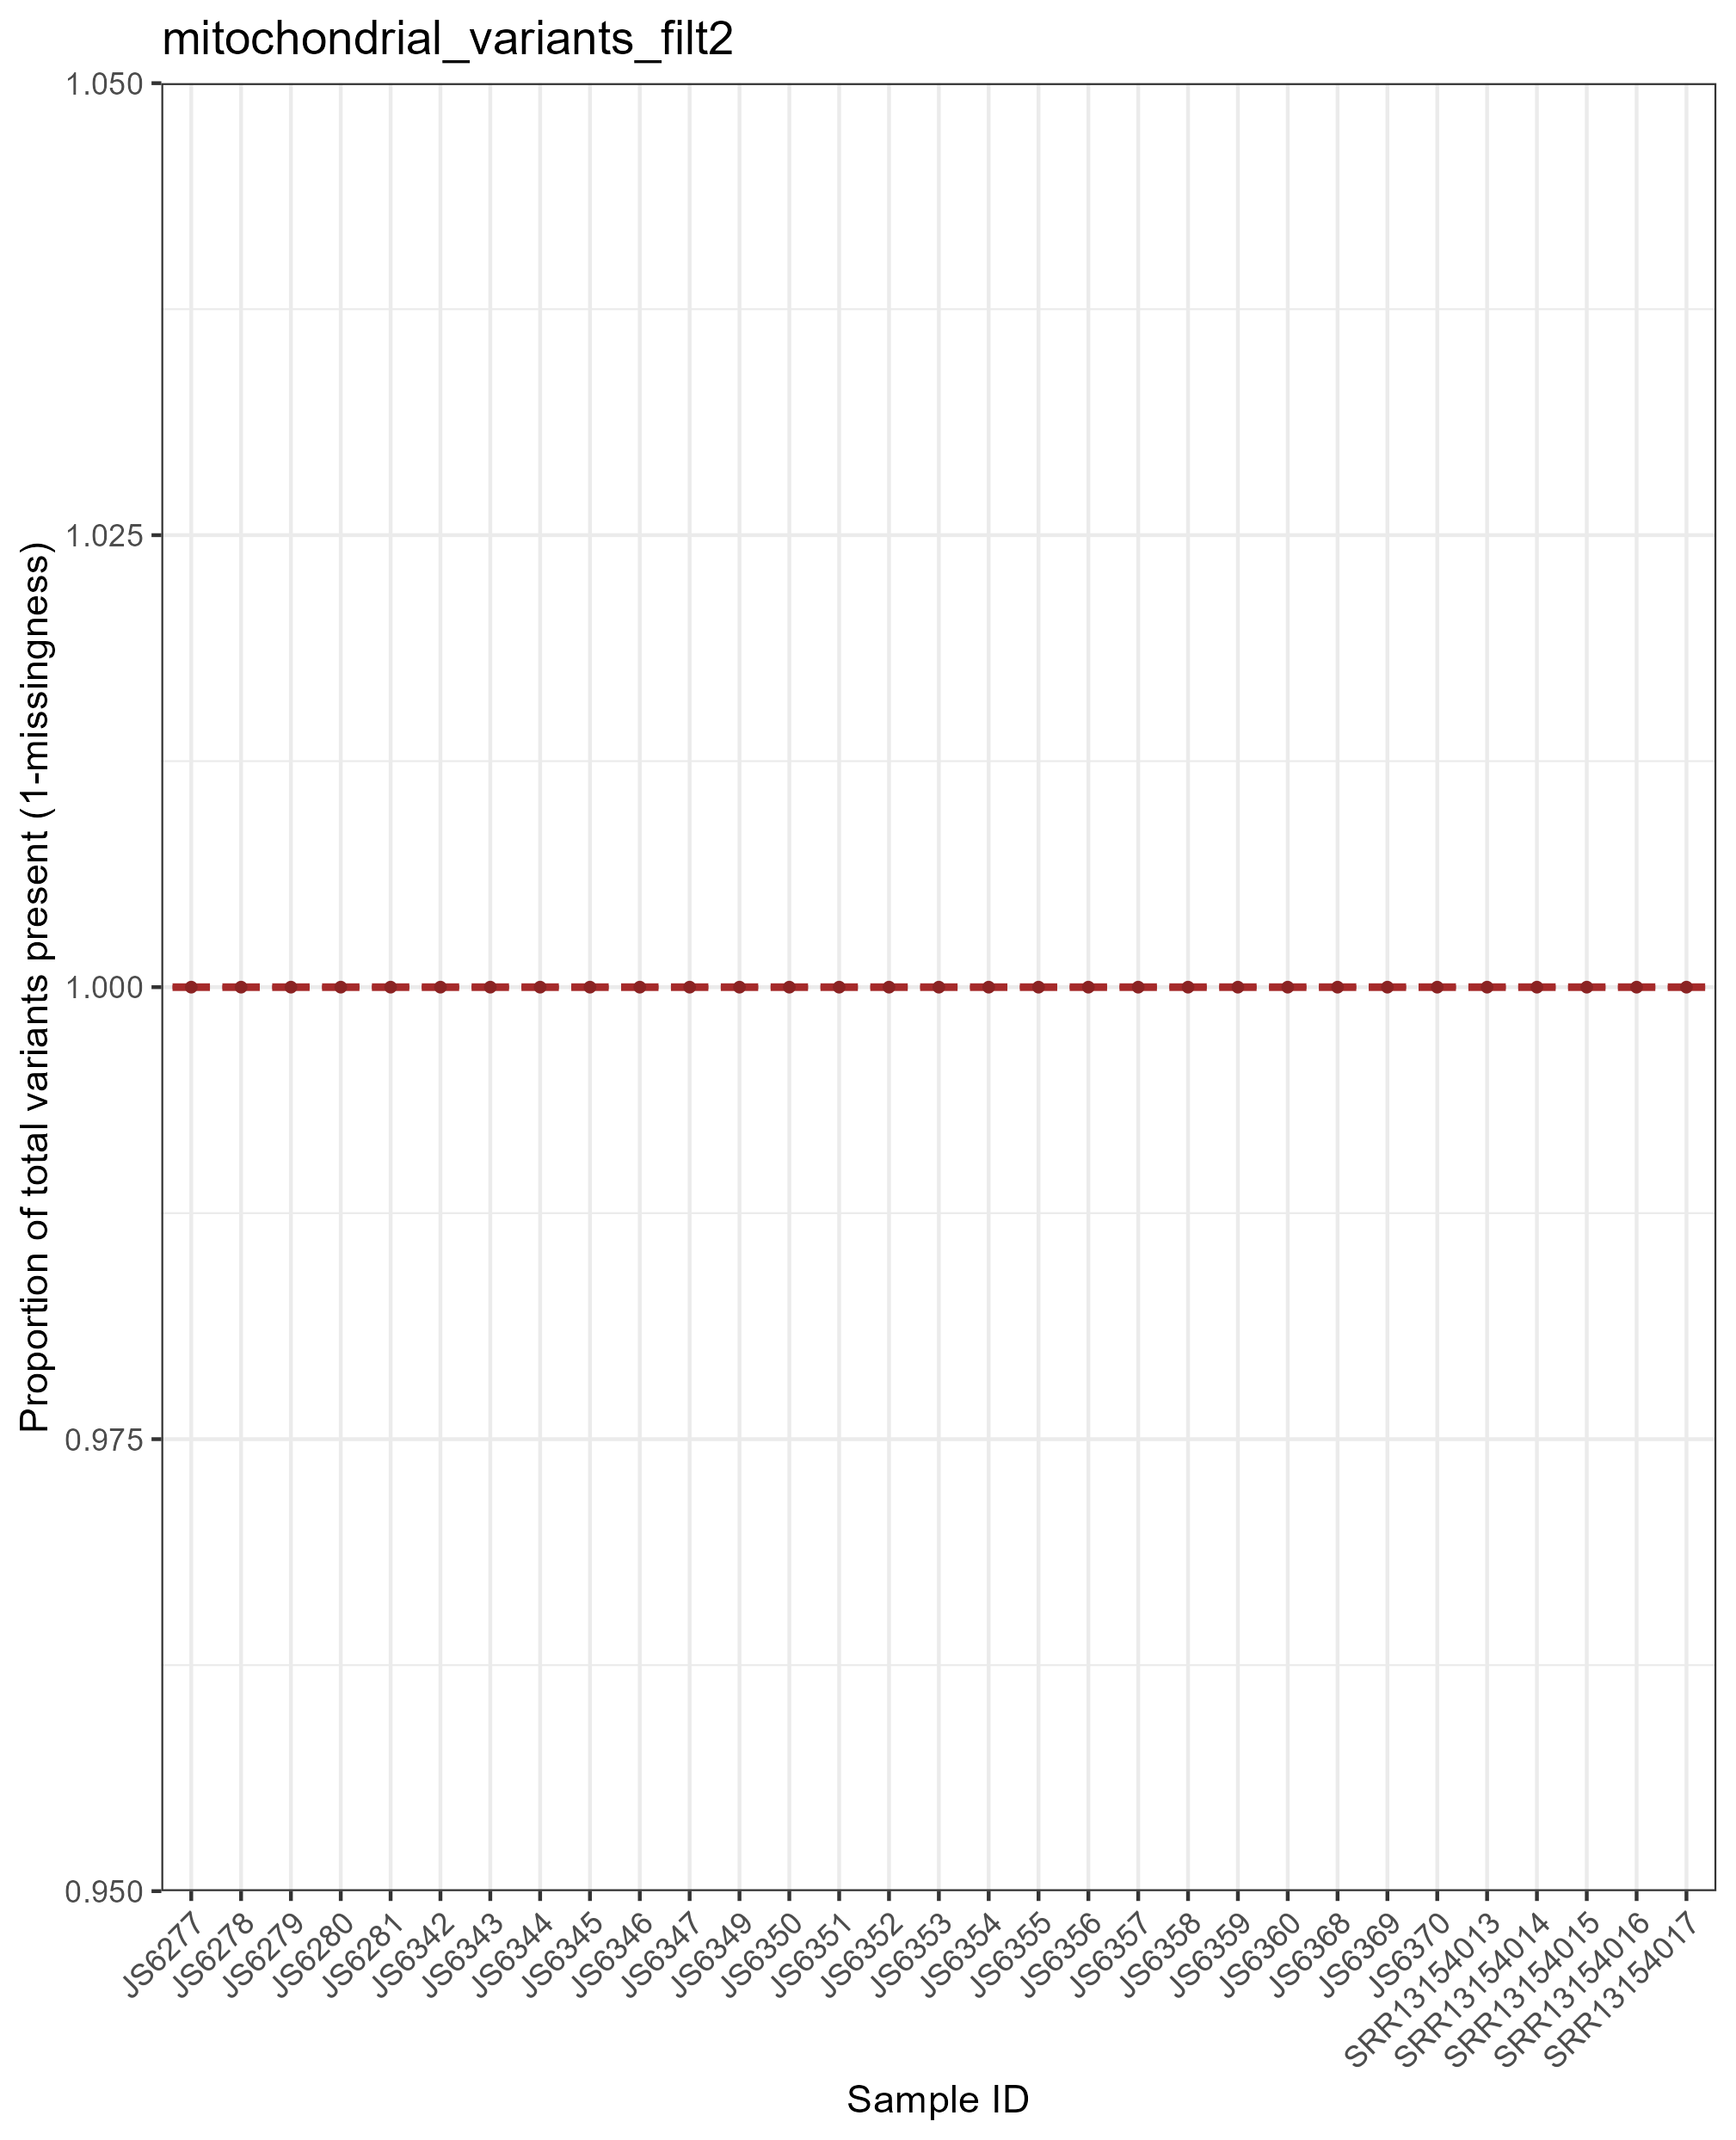 mitochondrial_variants_filt2
Proportion of total variants present (1-missingness)
1.050
1.025
1.000
0.975
0.950
JS6277
JS6278
JS6279
JS6280
JS6281
JS6342
JS6343
JS6344
JS6345
JS6346
JS6347
JS6349
JS6350
JS6351
JS6352
JS6353
JS6354
JS6355
JS6356
JS6357
JS6358
JS6359
JS6360
JS6368
JS6369
JS6370
SRR13154013
SRR13154014
SRR13154015
SRR13154016
SRR13154017
Sample ID